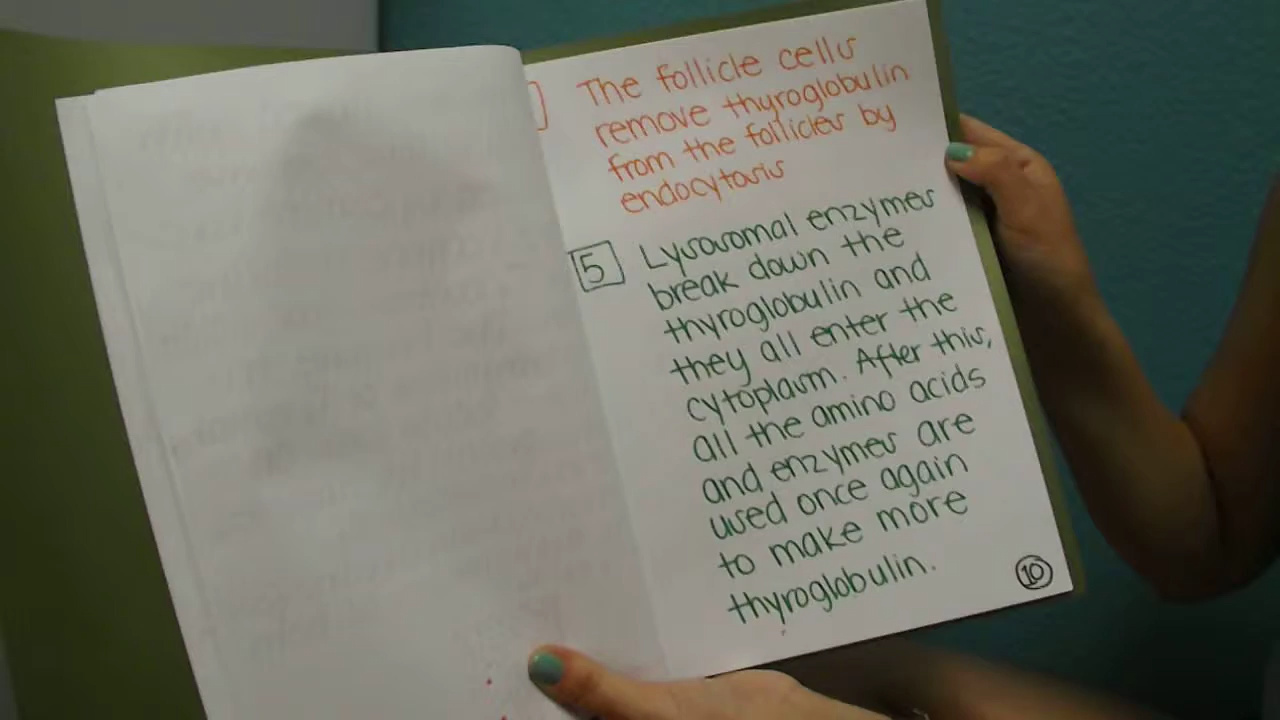 The follicle cells
remove thyroglobulin
from the follicles by
endocytosis
5 Lysosomal enzymes
break down the
thyroglobulin and
they all enter the
cytoplasm. After this,
all the amino acids
and enzymes are
used once again
to make more
thyroglobulin.
10